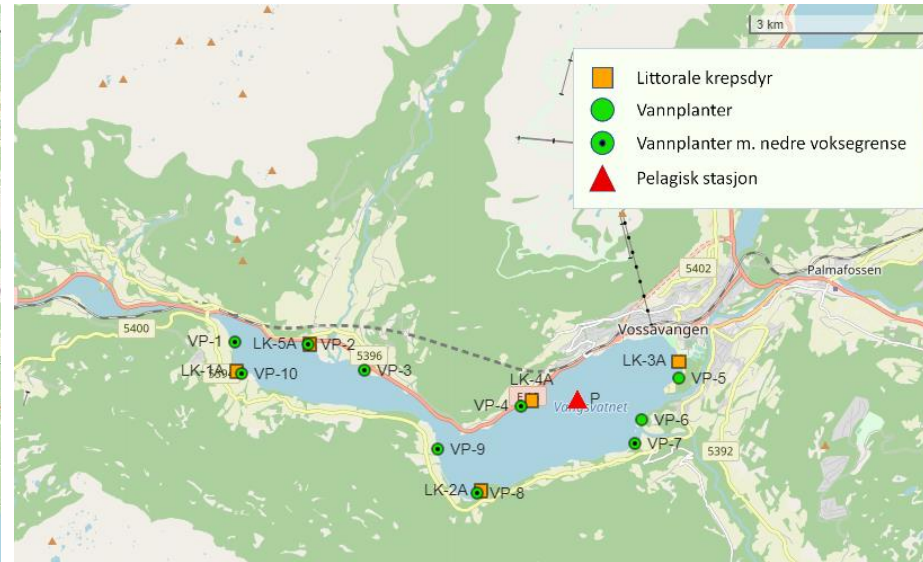 3 km
Littorale krepsdyr
Vannplanter
Vannplanter m. nedre voksegrense
Pelagisk stasjon
5402
Palmafossen
5400
Vossavangen
VP-1
LK-5A
VP-2
5396
LK-3A
LK-1A
VP-10
VP-3
LK-4A
VP-5
VP-4
P
Vangsvatnet
VP-6
VP-7
5392
VP-9
LK-2A
VP-8